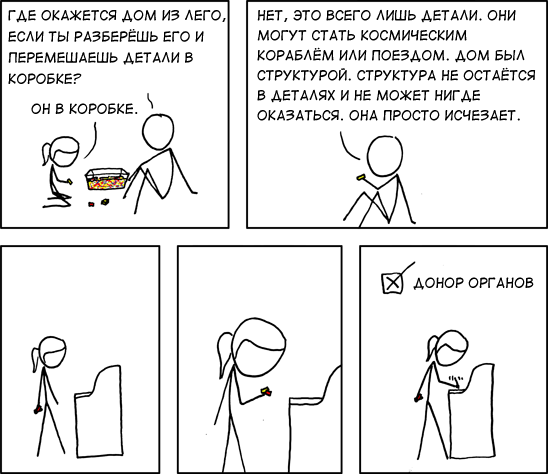 ГДЕ ОКАЖЕТСЯ ДОМ ИЗ ЛЕГО,
ЕСЛИ ТЫ РАЗБЕРЁШЬ ЕГО И
ПЕРЕМЕШАЕШЬ ДЕТАЛИ В
КОРОБКЕ?
ОН В КОРОБКЕ.
НЕТ, ЭТО ВСЕГО ЛИШЬ ДЕТАЛИ. ОНИ
МОГУТ СТАТЬ КОСМИЧЕСКИМ
КОРАБЛЁМ ИЛИ ПОЕЗДОМ. ДОМ БЫЛ
СТРУКТУРОЙ. СТРУКТУРА НЕ ОСТАЁТСЯ
В ДЕТАЛЯХ И НЕ МОЖЕТ НИГДЕ
ОКАЗАТЬСЯ. ОНА ПРОСТО ИСЧЕЗАЕТ.
ДОНОР ОРГАНОВ